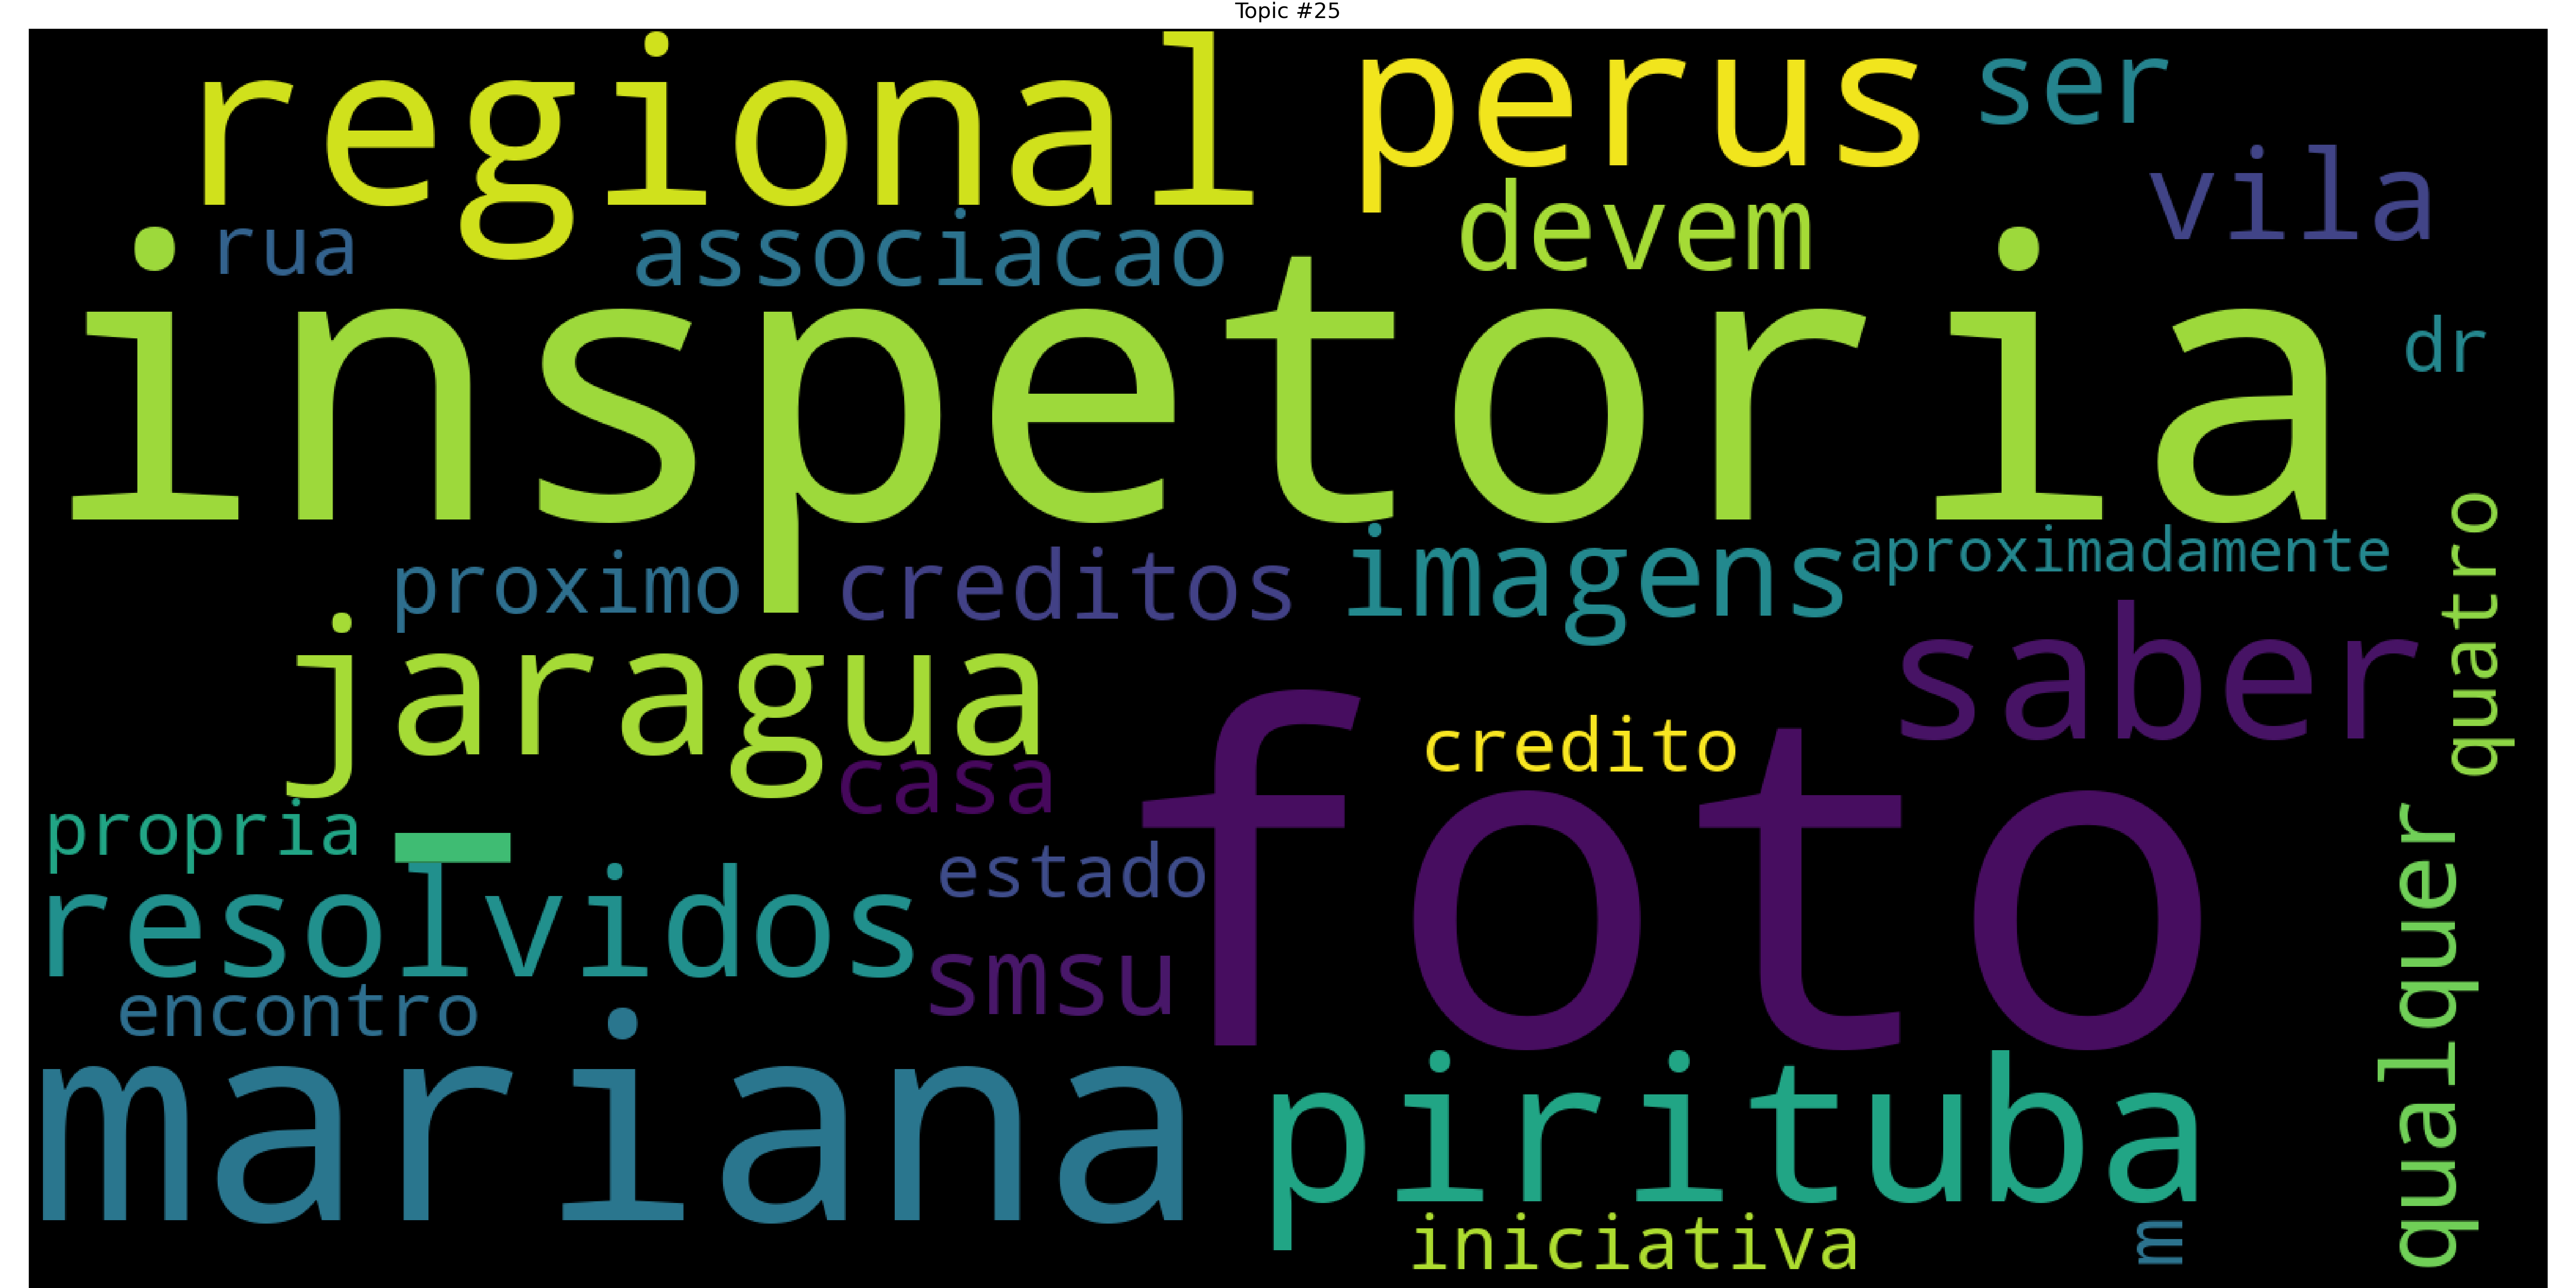 Topic #25
regional
perus
ser
vila
rua
associacao
devem
inspetoria
dr
proximo
creditos
imagens
aproximadamente
quatro
jaragua
saber
credito
casa
foto
propria
–
resolvidos
estado
smsu
qualquer
encontro
mariana
pirituba
iniciativa
m